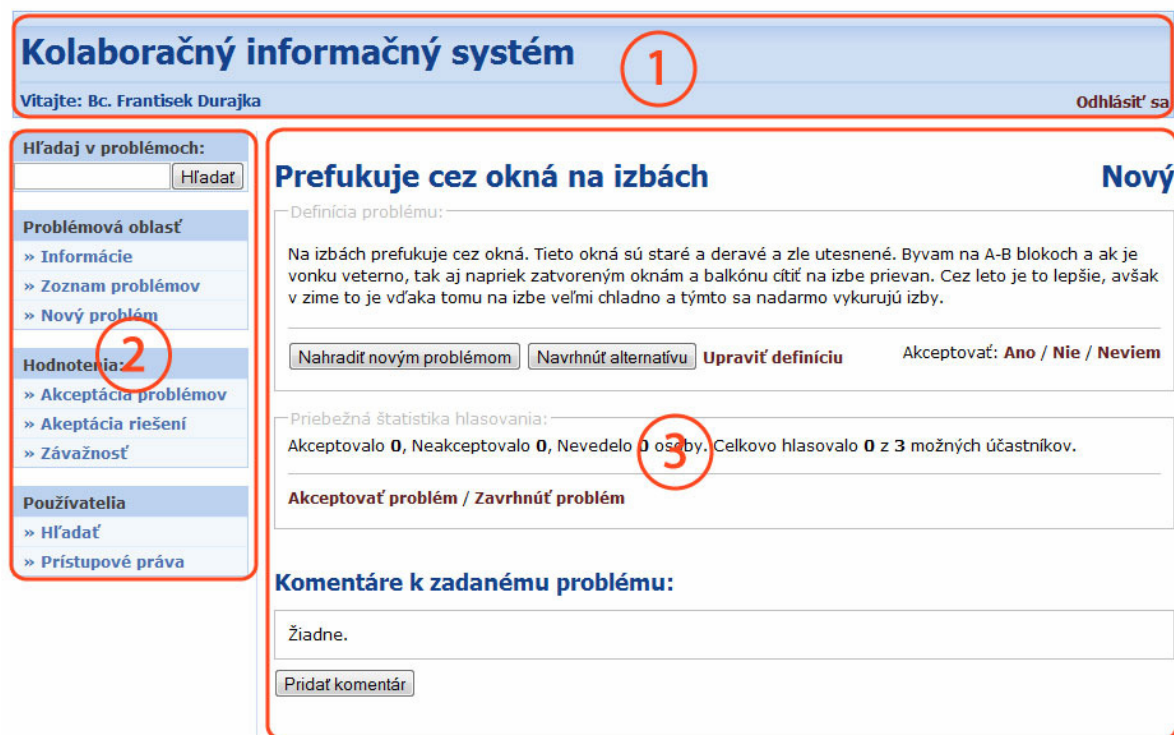 Kolaboračný informačný systém
1
Vitajte: Bc. Frantisek Durajka
Odhlásiť sa
Hľadaj v problémoch:
Hľadať
Problémová oblasť
» Informácie
» Zoznam problémov
» Nový problém
2
Hodnotenia:
» Akceptácia problémov
» Akeptácia riešení
» Závažnosť
Používatelia
» Hľadať
» Prístupové práva
Prefukuje cez okná na izbách
Nový
Definícia problému:
Na izbách prefukuje cez okná. Tieto okná sú staré a deravé a zle utesnené. Byvam na A-B blokoch a ak je
vonku veterno, tak aj napriek zatvoreným oknám a balkónu cítiť na izbe prievan. Cez leto je to lepšie, avšak
v zime to je vďaka tomu na izbe veľmi chladno a týmto sa nadarmo vykurujú izby.
Nahradiť novým problémom Navrhnúť alternatívu Upraviť definíciu
Akceptovať: Ano / Nie / Neviem
Priebežná štatistika hlasovania:
Akceptovalo 0, Neakceptovalo 0, Nevedelo 0 osoby. Celkovo hlasovalo 0 z 3 možných účastníkov.
3
Akceptovať problém / Zavrhnúť problém
Komentáre k zadanému problému:
Žiadne.
Pridať komentár